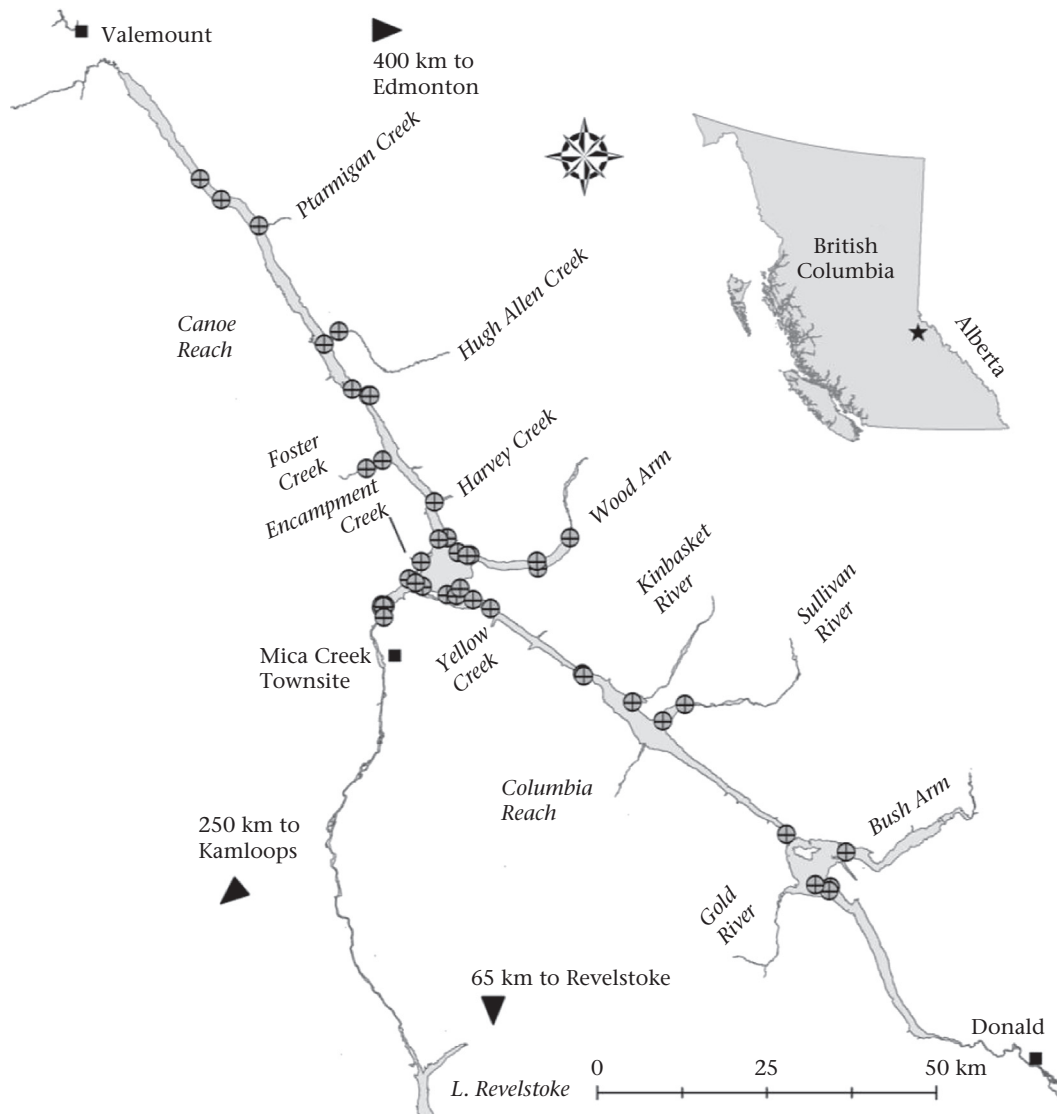 Valemount
400 km to
Edmonton
Ptarmigan Creek
British
Columbia
Alberta
Hugh Allen Creek
Canoe
Reach
Foster
Creek
Harvey Creek
Encampment
Creek
Wood Arm
Kinbasket
River
Sullivan
River
Mica Creek
Townsite
Yellow
Creek
Columbia
Reach
Bush Arm
250 km to
Kamloops
Gold
River
65 km to Revelstoke
Donald
L. Revelstoke
0 25 50 km